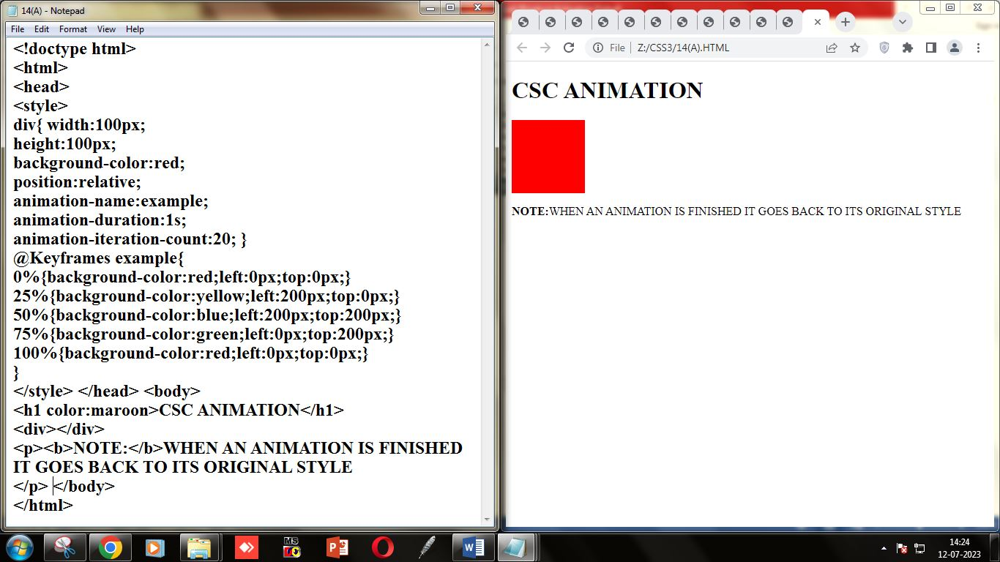 14(A) - Notepad
File Edit Format View Help
<!doctype html>
<html>
<head>
<style>
div{ width:100px;
height:100px;
background-color:red;
position:relative;
animation-name:example;
animation-duration:1s;
animation-iteration-count:20; }
@Keyframes example{
0%{background-color:red;left:0px;top:0px;}
25%{background-color:yellow;left:200px;top:0px;}
50%{background-color:blue;left:200px;top:200px;}
75%{background-color:green;left:0px;top:200px;}
100%{background-color:red;left:0px;top:0px;}
}
</style> </head> <body>
<h1 color:maroon>CSC ANIMATION</h1>
<div></div>
<p><b>NOTE:</b>WHEN AN ANIMATION IS FINISHED
IT GOES BACK TO ITS ORIGINAL STYLE
</p> </body>
</html>
File Z:/CSS3/14(A).HTML
CSC ANIMATION
NOTE:WHEN AN ANIMATION IS FINISHED IT GOES BACK TO ITS ORIGINAL STYLE
MS
14:24
12-07-2023